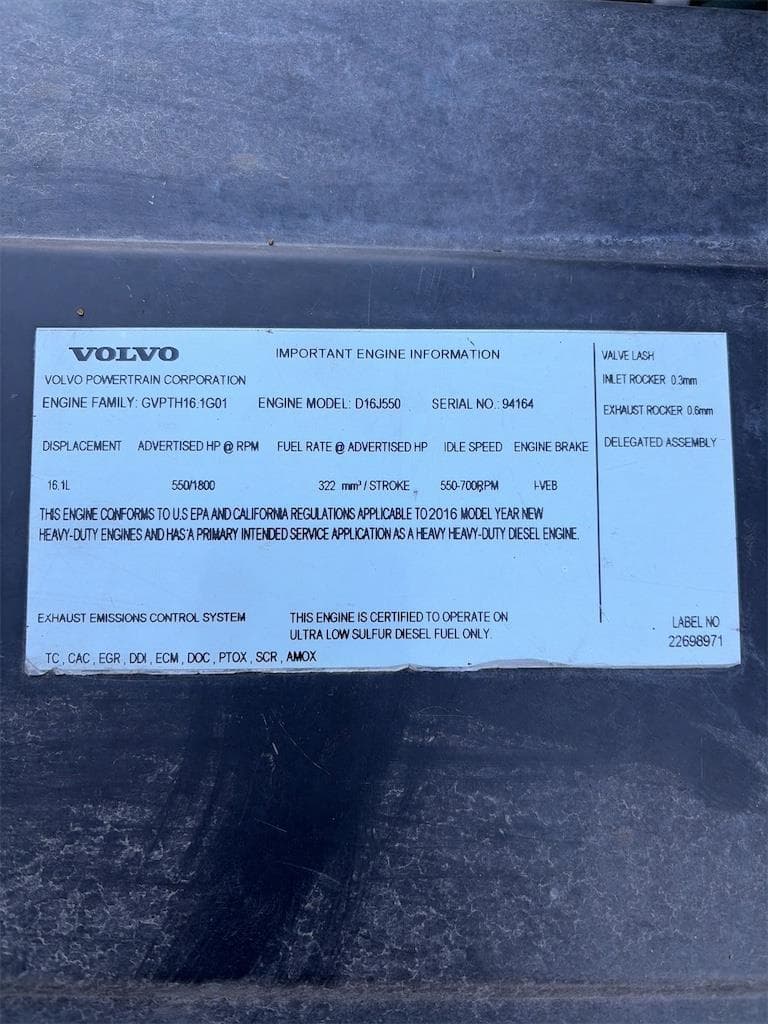 VOLVO
IMPORTANT ENGINE INFORMATION
VOLVO POWERTRAIN CORPORATION
ENGINE FAMILY: GVPTH16.1G01 ENGINE MODEL: D16J550 SERIAL NO.: 94164
DISPLACEMENT ADVERTISED HP @ RPM FUEL RATE @ ADVERTISED HP IDLE SPEED ENGINE BRAKE
16.1L 550/1800 322 mm³ / STROKE 550-700RPM I-VEB
THIS ENGINE CONFORMS TO U.S EPA AND CALIFORNIA REGULATIONS APPLICABLE TO 2016 MODEL YEAR NEW
HEAVY-DUTY ENGINES AND HAS A PRIMARY INTENDED SERVICE APPLICATION AS A HEAVY HEAVY-DUTY DIESEL ENGINE.
EXHAUST EMISSIONS CONTROL SYSTEM
TC , CAC , EGR , DDI , ECM , DOC , PTOX , SCR , AMOX
THIS ENGINE IS CERTIFIED TO OPERATE ON
ULTRA LOW SULFUR DIESEL FUEL ONLY.
VALVE LASH
INLET ROCKER 0.3mm
EXHAUST ROCKER 0.6mm
DELEGATED ASSEMBLY
LABEL NO
22698971